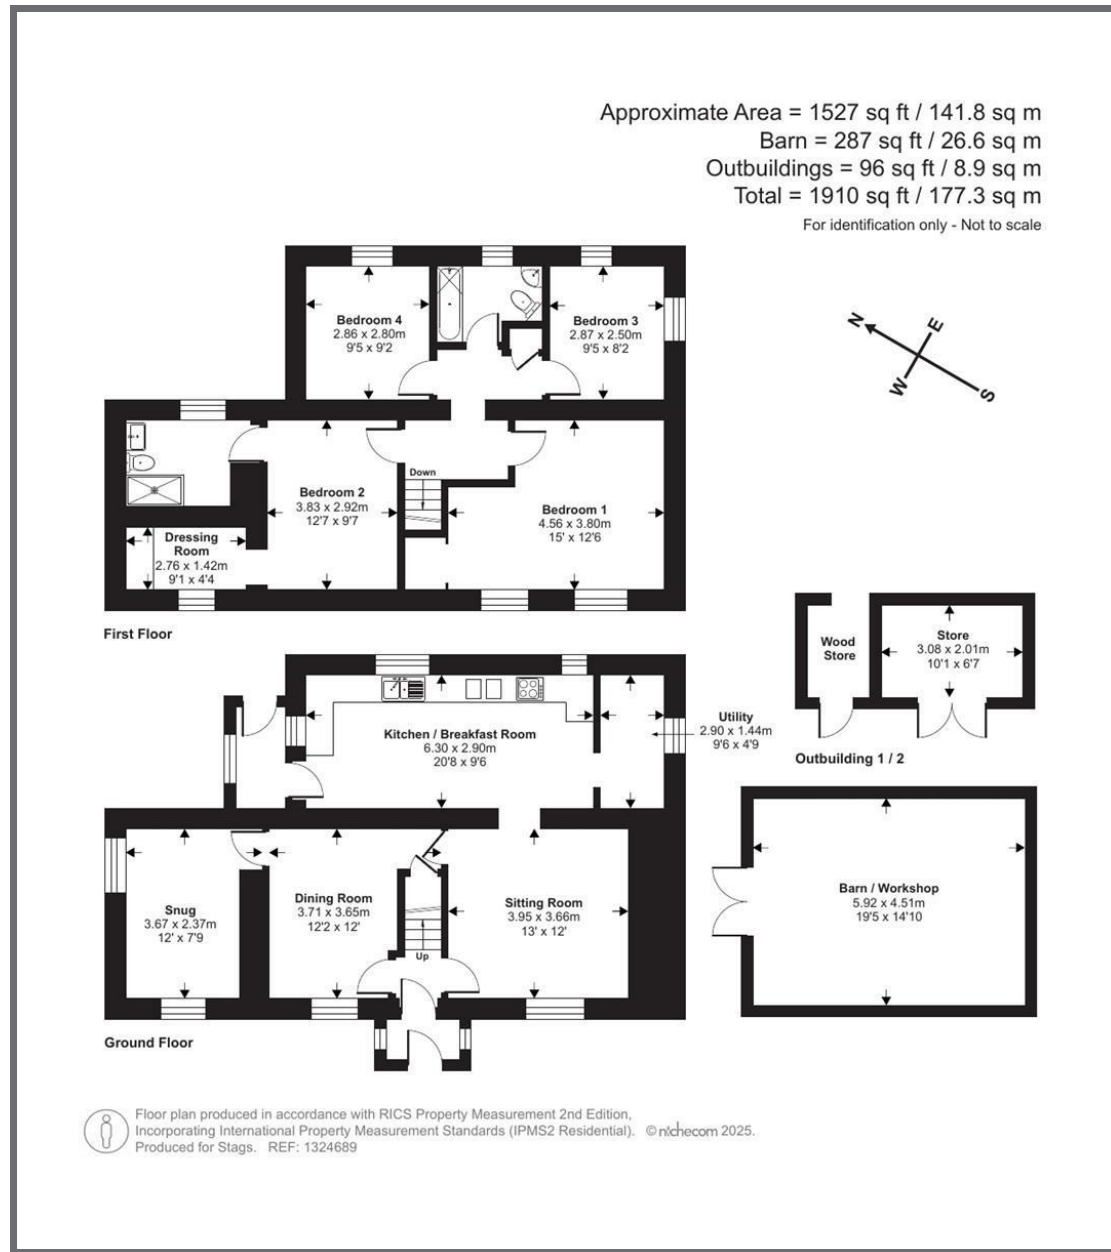 Approximate Area = 1527 sq ft / 141.8 sq m
Barn = 287 sq ft / 26.6 sq m
Outbuildings = 96 sq ft / 8.9 sq m
Total = 1910 sq ft / 177.3 sq m
For identification only - Not to scale
N
E
W
S
Bedroom 4
2.86 x 2.80m
9'5 x 9'2
Bedroom 3
2.87 x 2.50m
9'5 x 8'2
Bedroom 2
3.83 x 2.92m
12'7 x 9'7
Down
Bedroom 1
4.56 x 3.80m
15' x 12'6
Dressing
Room
2.76 x 1.42m
9'1 x 4'4
First Floor
Wood
Store
Store
3.08 x 2.01m
10'1 x 6'7
Outbuilding 1 / 2
Kitchen / Breakfast Room
6.30 x 2.90m
20'8 x 9'6
Utility
2.90 x 1.44m
9'6 x 4'9
Snug
3.67 x 2.37m
12' x 7'9
Dining Room
3.71 x 3.65m
12'2 x 12'
Up
Sitting Room
3.95 x 3.66m
13' x 12'
Barn / Workshop
5.92 x 4.51m
19'5 x 14'10
Ground Floor
Floor plan produced in accordance with RICS Property Measurement 2nd Edition,
Incorporating International Property Measurement Standards (IPMS2 Residential). © nichecom 2025.
Produced for Stags. REF: 1324689